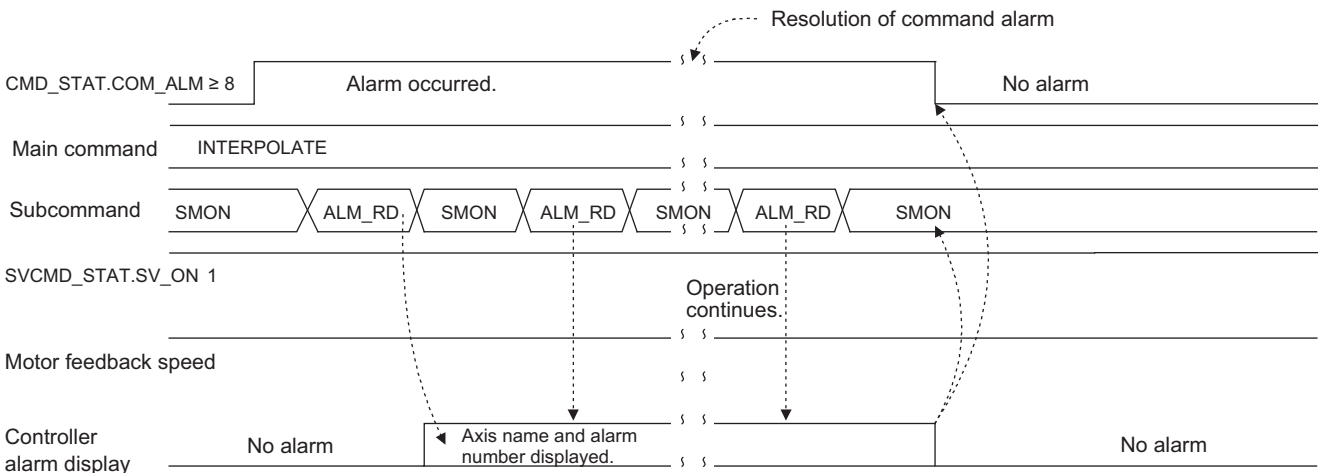 Resolution of command alarm
CMD_STAT.COM_ALM ≥ 8
Alarm occurred.
No alarm
Main command
INTERPOLATE
Subcommand
SMON
ALM_RD
SMON
ALM_RD
SMON
ALM_RD
SMON
SVCMD_STAT.SV_ON 1
Operation
continues.
Motor feedback speed
Controller
alarm display
No alarm
Axis name and alarm
number displayed.
No alarm